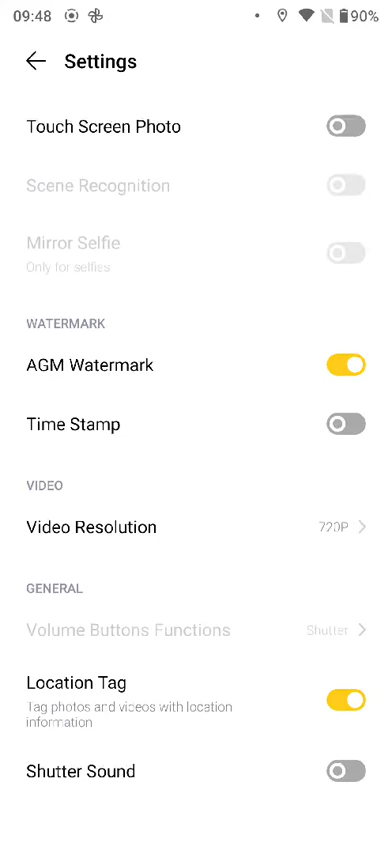 09:48
90%
Settings
Touch Screen Photo
Scene Recognition
Mirror Selfie
Only for selfies
WATERMARK
AGM Watermark
Time Stamp
VIDEO
Video Resolution
720P
GENERAL
Volume Buttons Functions
Shutter
Location Tag
Tag photos and videos with location
information
Shutter Sound